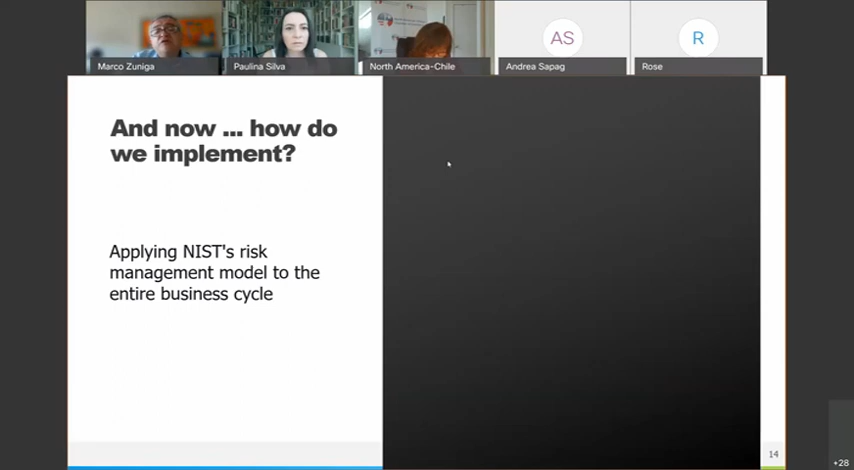 AS
R
Marco Zuniga
Paulina Silva
North America-Chile
Andrea Sapag
Rose
And now ... how do
we implement?
Applying NIST's risk
management model to the
entire business cycle
14
+28